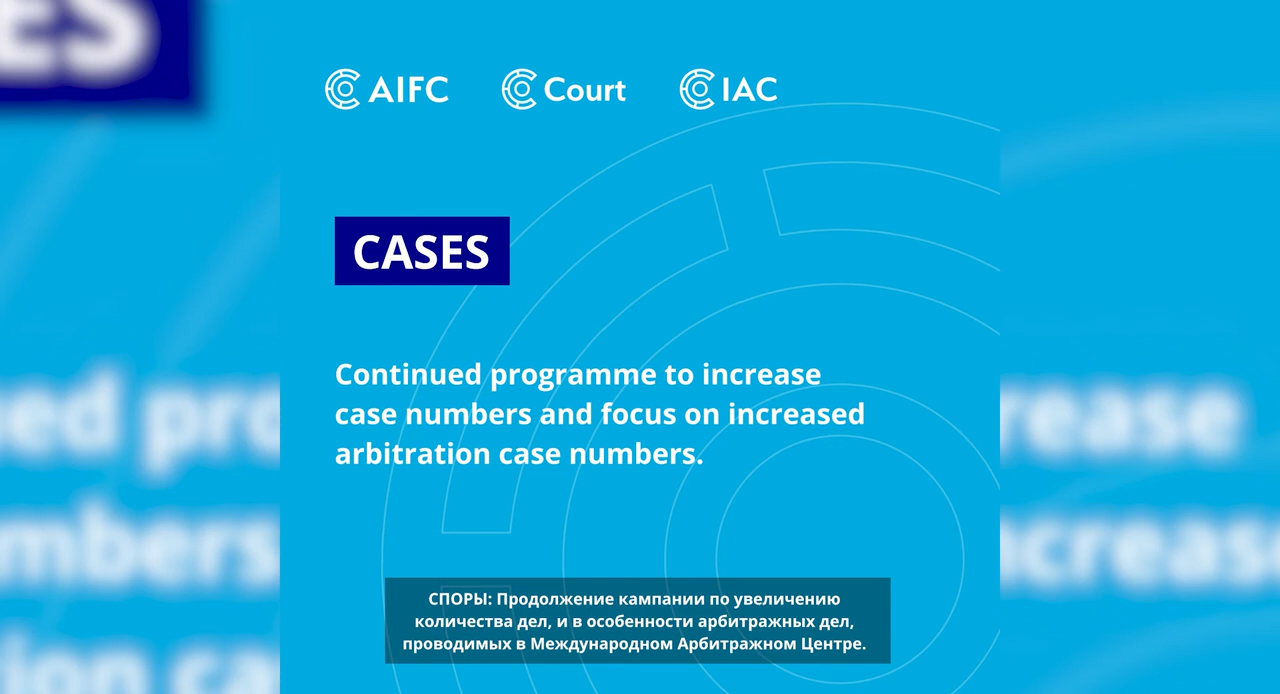 AIFC Court IAC
CASES
Continued programme to increase
case numbers and focus on increased
arbitration case numbers.
СПОРЫ: Продолжение кампании по увеличению
количества дел, и в особенности арбитражных дел,
проводимых в Международном Арбитражном Центре.